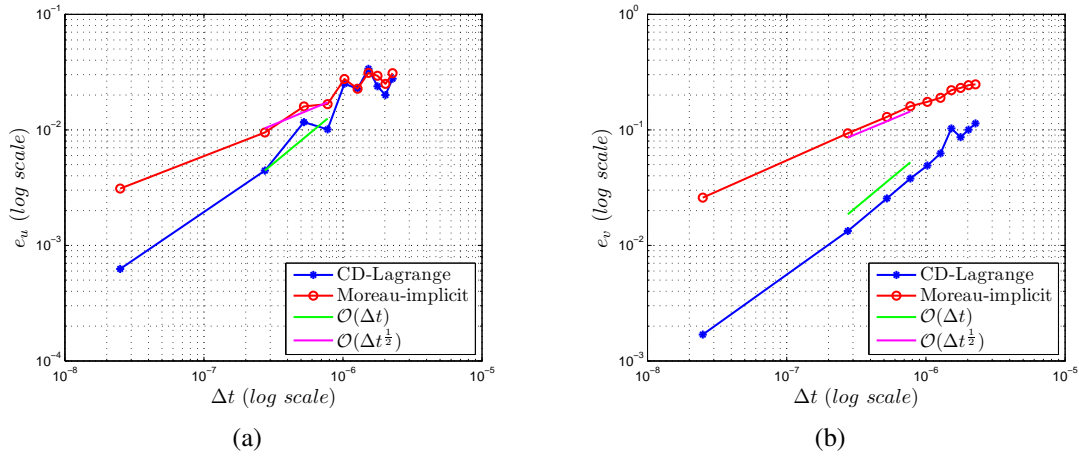 10⁻¹
10⁻²
10⁻³
10⁻⁴
e_u (log scale)
10⁻⁸ 10⁻⁷ 10⁻⁶ 10⁻⁵
Δt (log scale)
CD-Lagrange
Moreau-implicit
𝒪(Δt)
𝒪(Δt^{1/2})
(a)
10⁰
10⁻¹
10⁻²
10⁻³
e_v (log scale)
10⁻⁸ 10⁻⁷ 10⁻⁶ 10⁻⁵
Δt (log scale)
CD-Lagrange
Moreau-implicit
𝒪(Δt)
𝒪(Δt^{1/2})
(b)